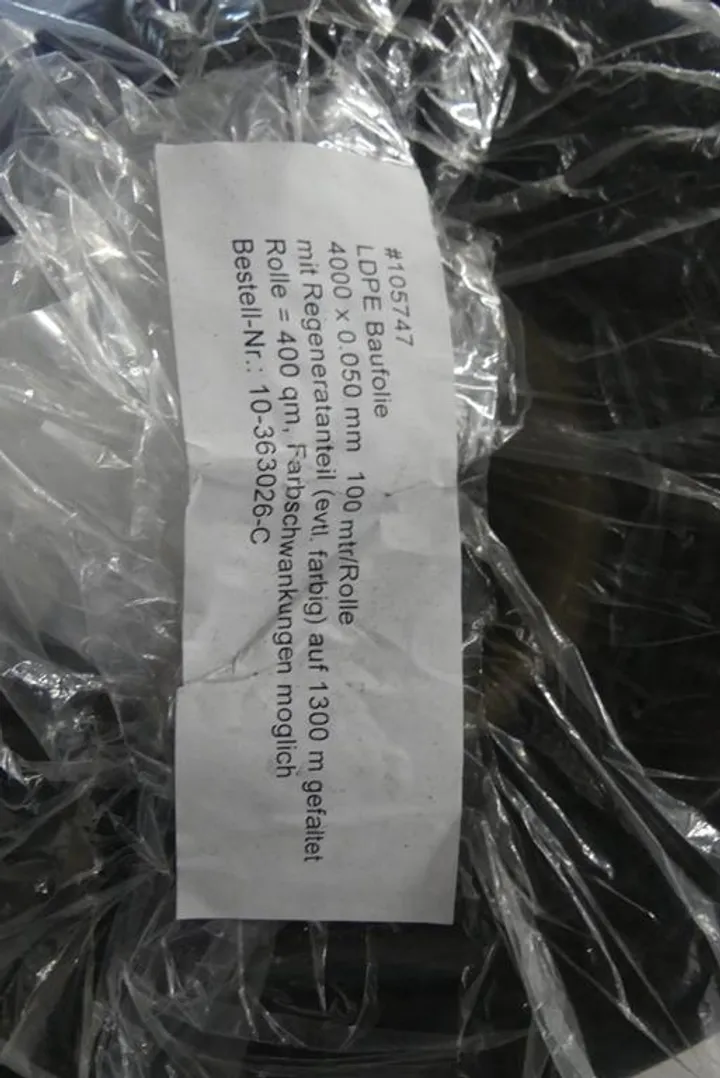 #105747
LDPE Baufolie
4000 x 0.050 mm 100 mtr/Rolle
mit Regeneratanteil (evtl. farbig) auf 1300 m gefaltet
Rolle = 400 qm, Farbschwankungen moglich
Bestell-Nr.: 10-363026-C